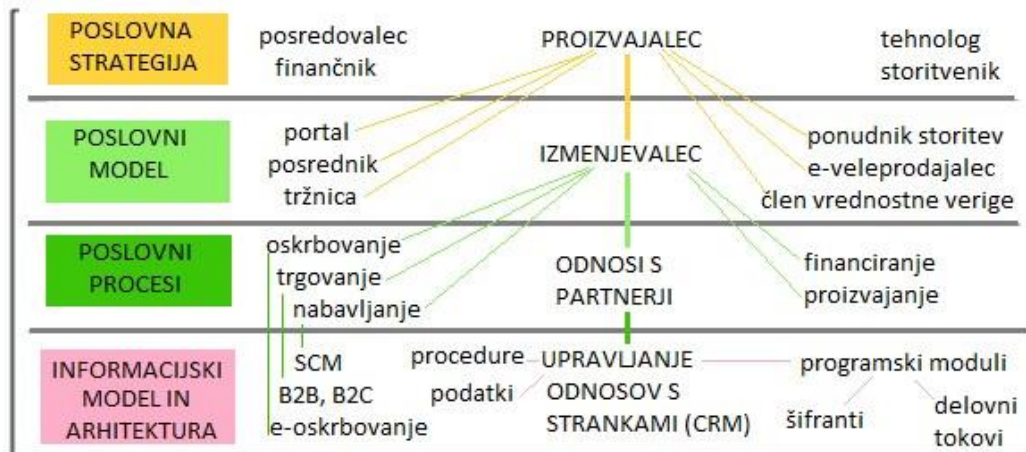 POSLOVNA
STRATEGIJA
posredovalec
finančnik
PROIZVAJALEC
tehnolog
storitvenik
POSLOVNI
MODEL
portal
posrednik
tržnica
IZMENJEVALEC
ponudnik storitev
e-veleprodajalec
ćlen vrednostne verige
POSLOVNI
PROCESI
oskrbovanje
trgovanje
nabavljanje
ODNOSI S
PARTNERJI
financiranje
proizvajanje
INFORMACIJSKI
MODEL IN
ARHITEKTURA
SCM
B2B, B2C
e-oskrbovanje
procedure
podatki
UPRAVLJANJE
ODNOSOV S
STRANKAMI (CRM)
programski moduli
šifranti
delovni
tokovi